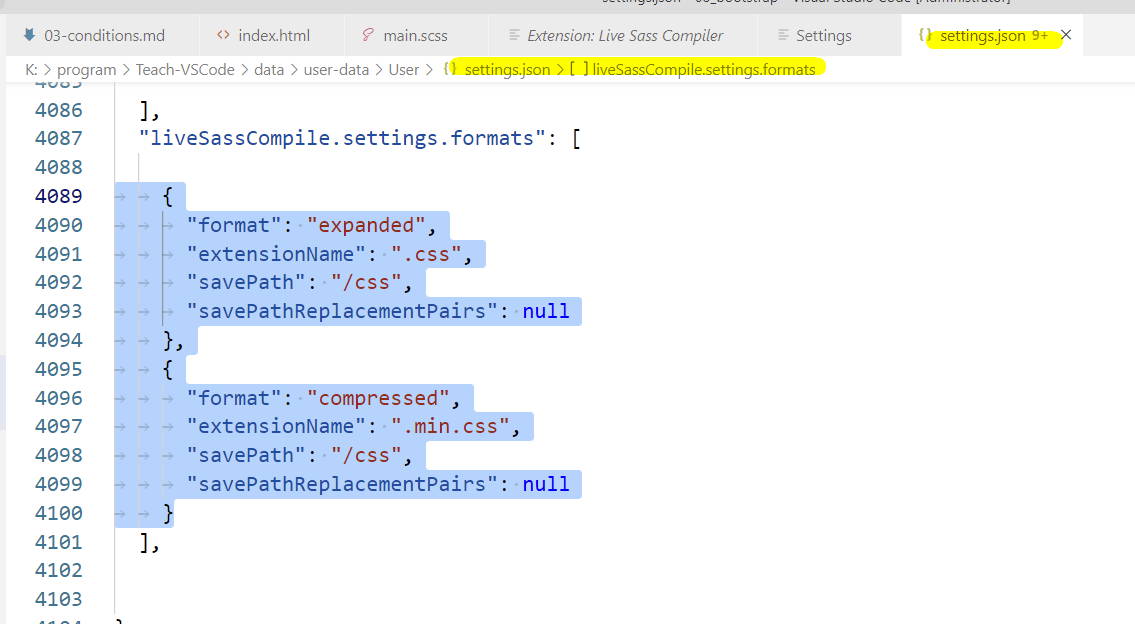 settings.json - 03_bootstrap - Visual Studio Code [Administrator]
03-conditions.md index.html main.scss Extension: Live Sass Compiler Settings settings.json 9+
K: > program > Teach-VSCode > data > user-data > User > {} settings.json > [ ] liveSassCompile.settings.formats
4085
4086 ],
4087 "liveSassCompile.settings.formats": [
4088
4089 {
4090 "format": "expanded",
4091 "extensionName": ".css",
4092 "savePath": "/css",
4093 "savePathReplacementPairs": null
4094 },
4095 {
4096 "format": "compressed",
4097 "extensionName": ".min.css",
4098 "savePath": "/css",
4099 "savePathReplacementPairs": null
4100 }
4101 ],
4102
4103
4104 }